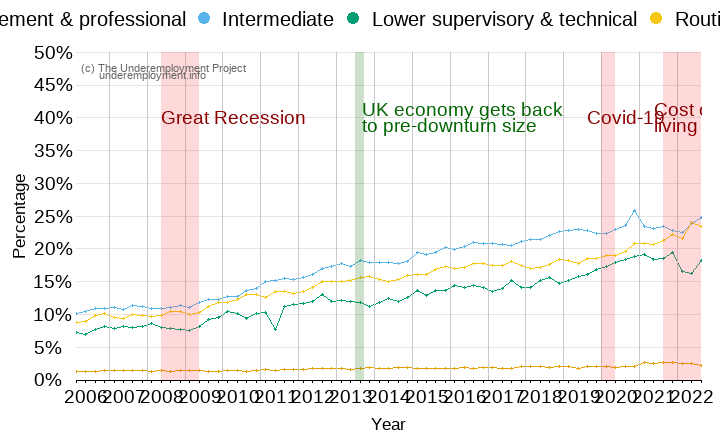 ement & professional Intermediate Lower supervisory & technical Routi
50%
(c) The Underemployment Project
underemployment.info
45%
40%
35%
30%
25%
20%
15%
10%
5%
0%
Great Recession
UK economy gets back
to pre-downturn size
Covid-19
Cost o
living
Percentage
2006 2007 2008 2009 2010 2011 2012 2013 2014 2015 2016 2017 2018 2019 2020 2021 2022
Year